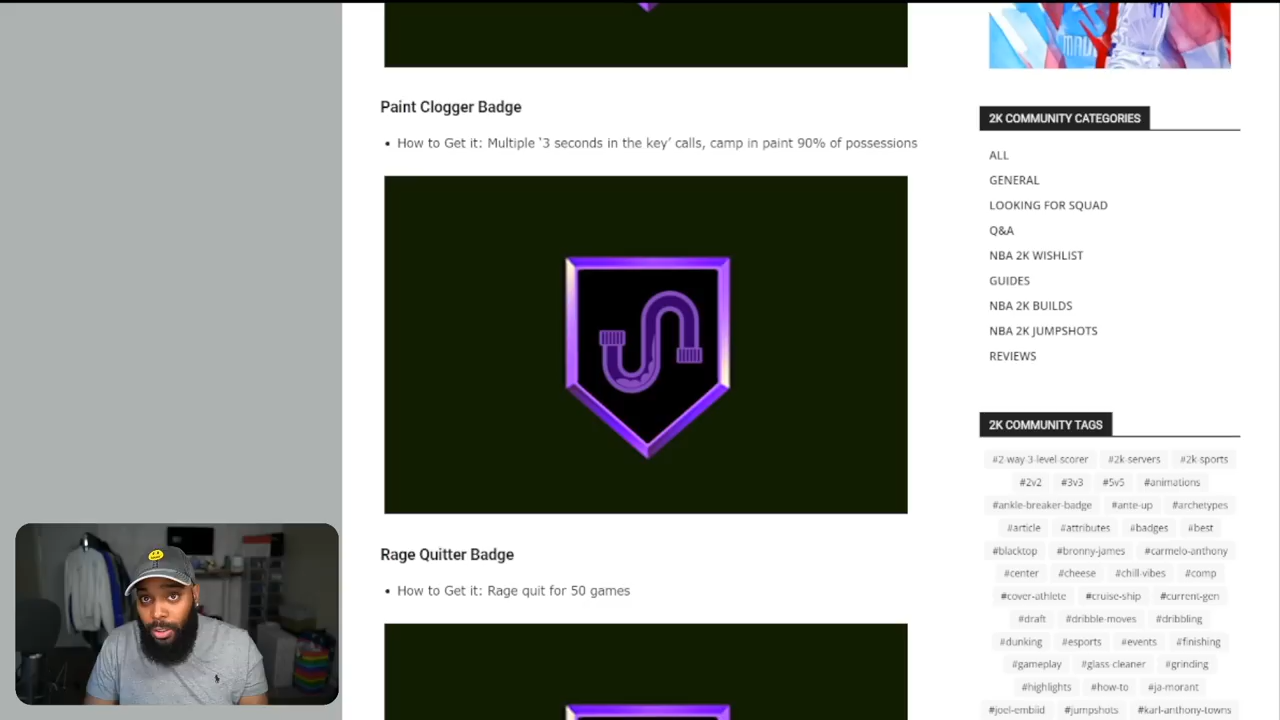 Paint Clogger Badge
• How to Get it: Multiple ‘3 seconds in the key’ calls, camp in paint 90% of possessions
Rage Quitter Badge
• How to Get it: Rage quit for 50 games
2K COMMUNITY CATEGORIES
ALL
GENERAL
LOOKING FOR SQUAD
Q&A
NBA 2K WISHLIST
GUIDES
NBA 2K BUILDS
NBA 2K JUMPSHOTS
REVIEWS
2K COMMUNITY TAGS
#2-way-3-level-scorer #2k-servers #2k-sports
#2v2 #3v3 #5v5 #animations
#ankle-breaker-badge #ante-up #archetypes
#article #attributes #badges #best
#blacktop #bronny-james #carmelo-anthony
#center #cheese #chill-vibes #comp
#cover-athlete #cruise-ship #current-gen
#draft #dribble-moves #dribbling
#dunking #esports #events #finishing
#gameplay #glass-cleaner #grinding
#highlights #how-to #ja-morant
#joel-embiid #jumpshots #karl-anthony-towns